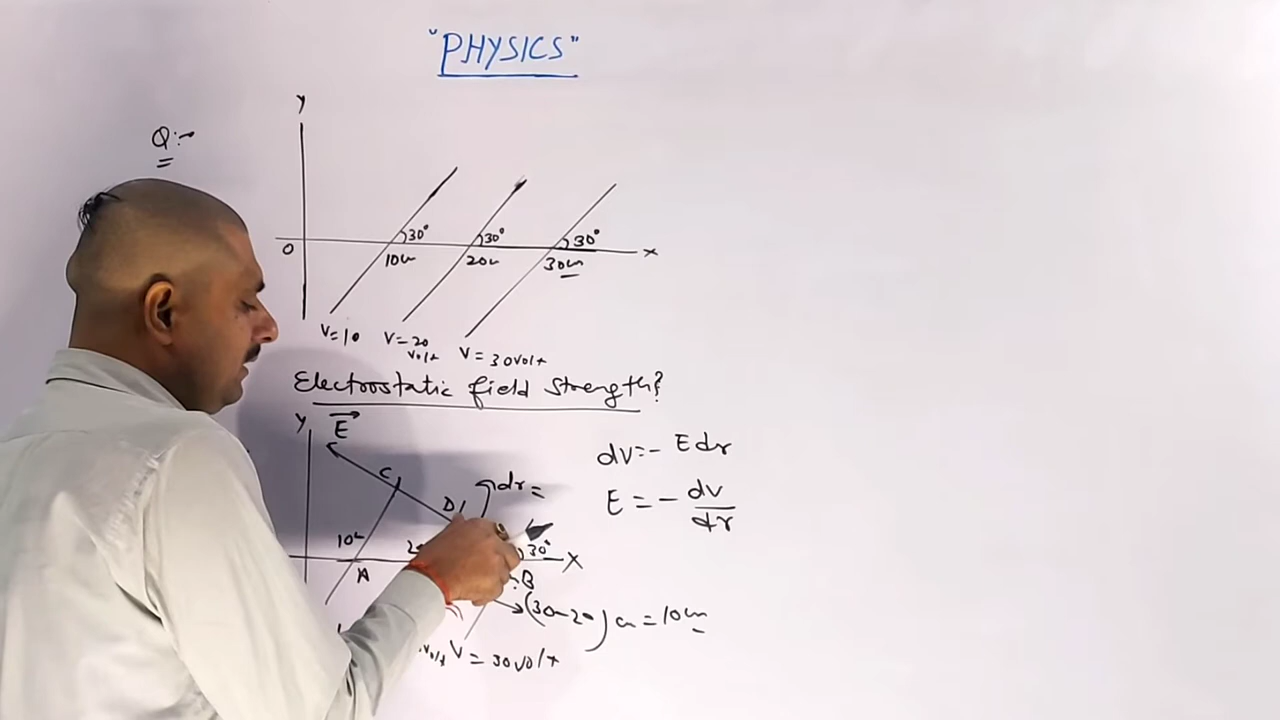 "PHYSICS"
Q:-
Y
30° 30° 30°
O 10cm 20cm 30cm X
V=10 V=20 volt V=30volt
Electrostatic field Strength?
Y E
C D dr=
10cm 30° X
A B
(30-20)cm=10cm
volt V=30volt
dv=-Edr
E=-dv/dr